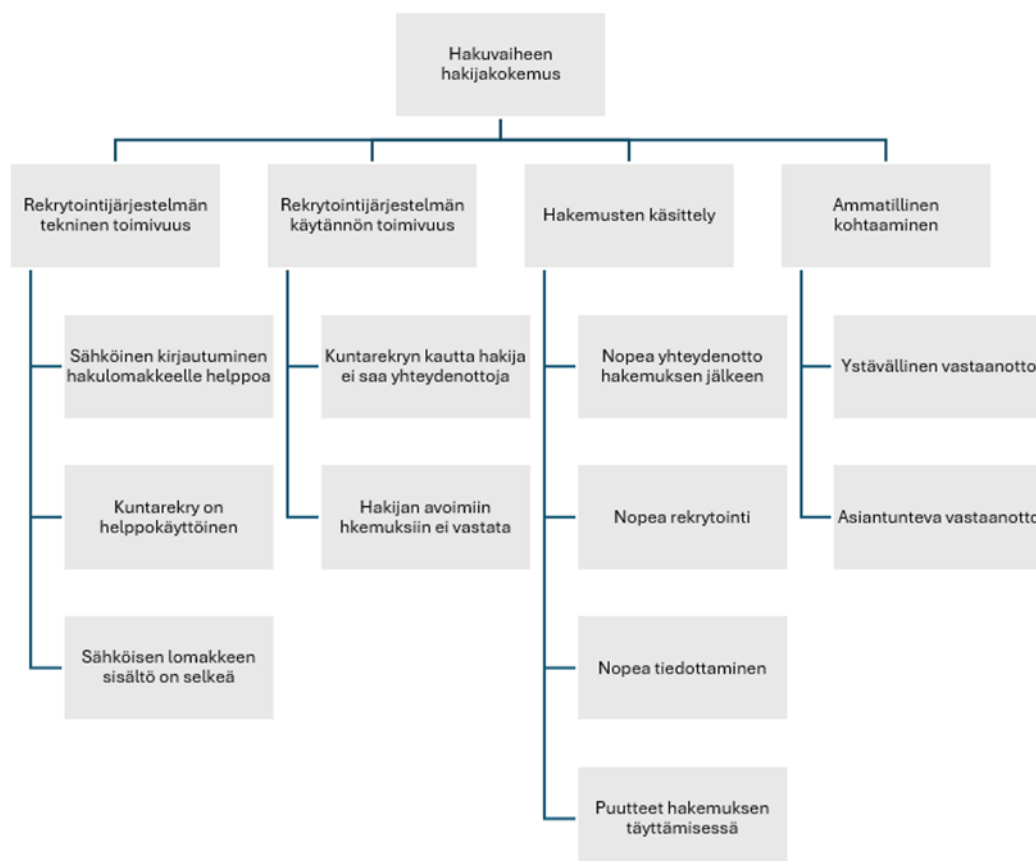 Hakuvaiheen
hakijakokemus
Rekrytointijärjestelmän
tekninen toimivuus
Rekrytointijärjestelmän
käytännön toimivuus
Hakemusten käsittely
Ammatillinen
kohtaaminen
Sähköinen kirjautuminen
hakulomakkeelle helppoa
Kuntarekryn kautta hakija
ei saa yhteydenottoja
Nopea yhteydenotto
hakemuksen jälkeen
Ystävällinen vastaanotto
Kuntarekry on
helppokäyttöinen
Hakijan avoimiin
hkemuksiin ei vastata
Nopea rekrytointi
Asiantunteva vastaanotto
Sähköisen lomakkeen
sisältö on selkeä
Nopea tiedottaminen
Puutteet hakemuksen
täyttämisessä